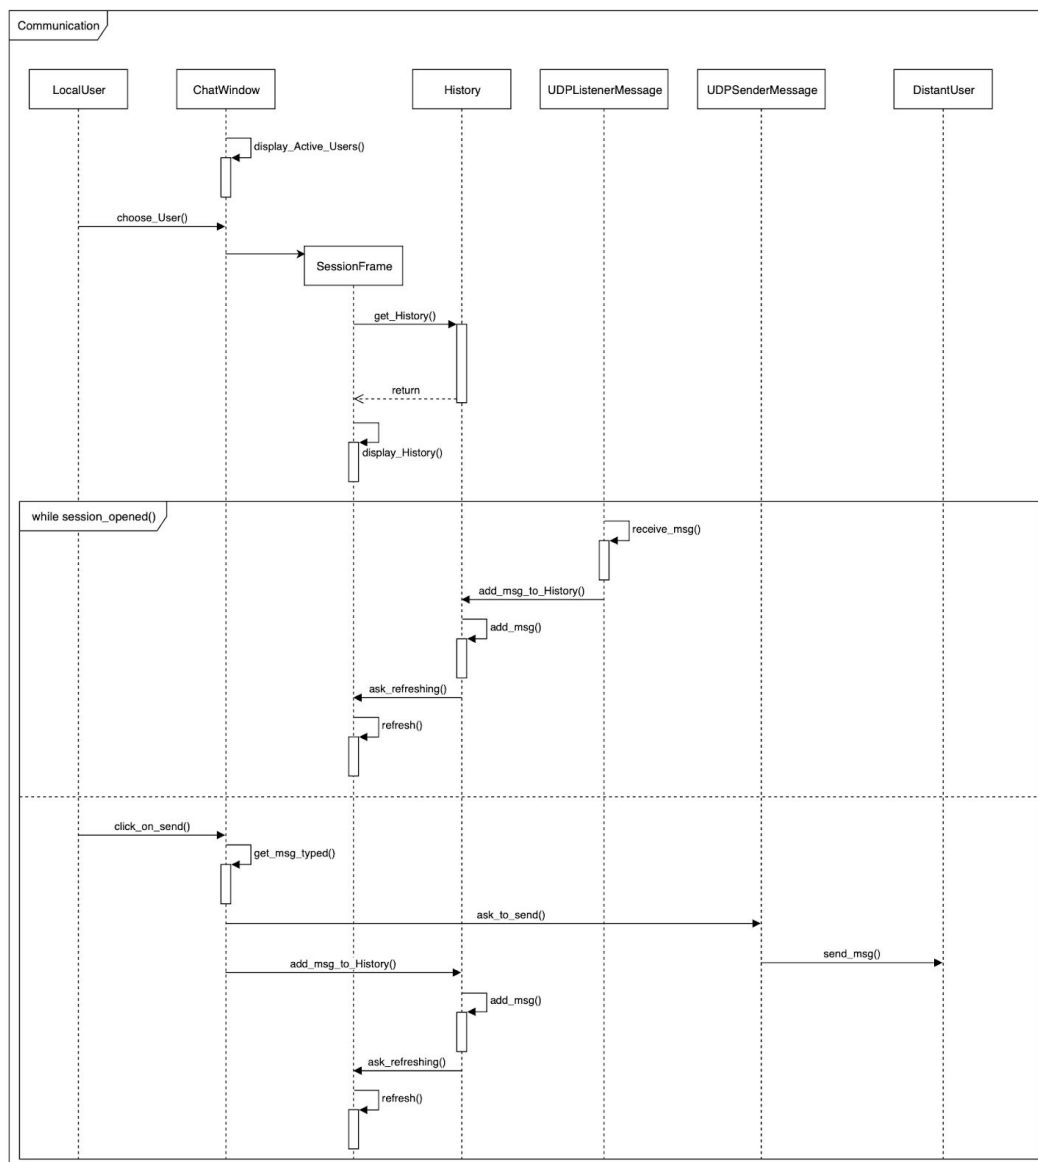 Communication
LocalUser
ChatWindow
History
UDPListenerMessage
UDPSenderMessage
DistantUser
display_Active_Users()
choose_User()
SessionFrame
get_History()
return
display_History()
while session_opened()
receive_msg()
add_msg_to_History()
add_msg()
ask_refreshing()
refresh()
click_on_send()
get_msg_typed()
ask_to_send()
send_msg()
add_msg_to_History()
add_msg()
ask_refreshing()
refresh()